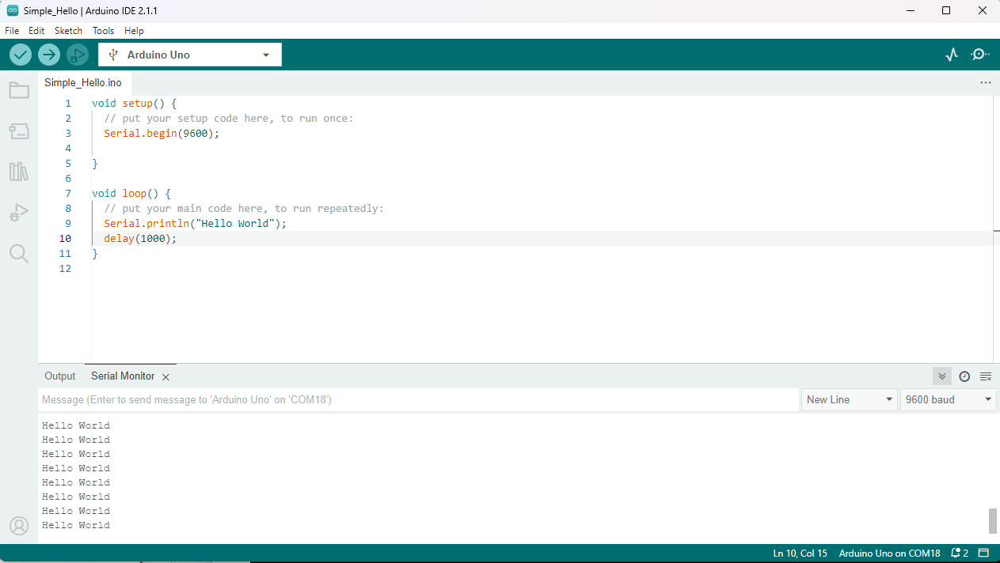 Simple_Hello | Arduino IDE 2.1.1
File Edit Sketch Tools Help
Arduino Uno
Simple_Hello.ino
1 void setup() {
2 // put your setup code here, to run once:
3 Serial.begin(9600);
4
5 }
6
7 void loop() {
8 // put your main code here, to run repeatedly:
9 Serial.println("Hello World");
10 delay(1000);
11 }
12
Output Serial Monitor
Message (Enter to send message to 'Arduino Uno' on 'COM18') New Line 9600 baud
Hello World
Hello World
Hello World
Hello World
Hello World
Hello World
Hello World
Hello World
Ln 10, Col 15 Arduino Uno on COM18 2